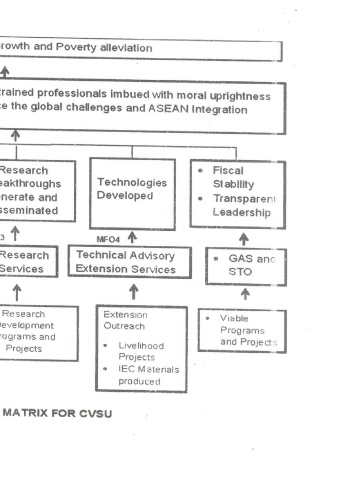 rowth and Poverty alleviation
trained professionals imbued with moral uprightness
ce the global challenges and ASEAN Integration
Research
eakthroughs
enerate and
sseminated
Technologies
Developed
• Fiscal
Stability
• Transparent
Leadership
3
MFO4
Research
Services
Technical Advisory
Extension Services
• GAS and
STO
Research
evelopment
rograms and
Projects
Extension
Outreach
• Livelihood
Projects
• IEC Materials
produced
• Viable
Programs
and Projects
MATRIX FOR CVSU